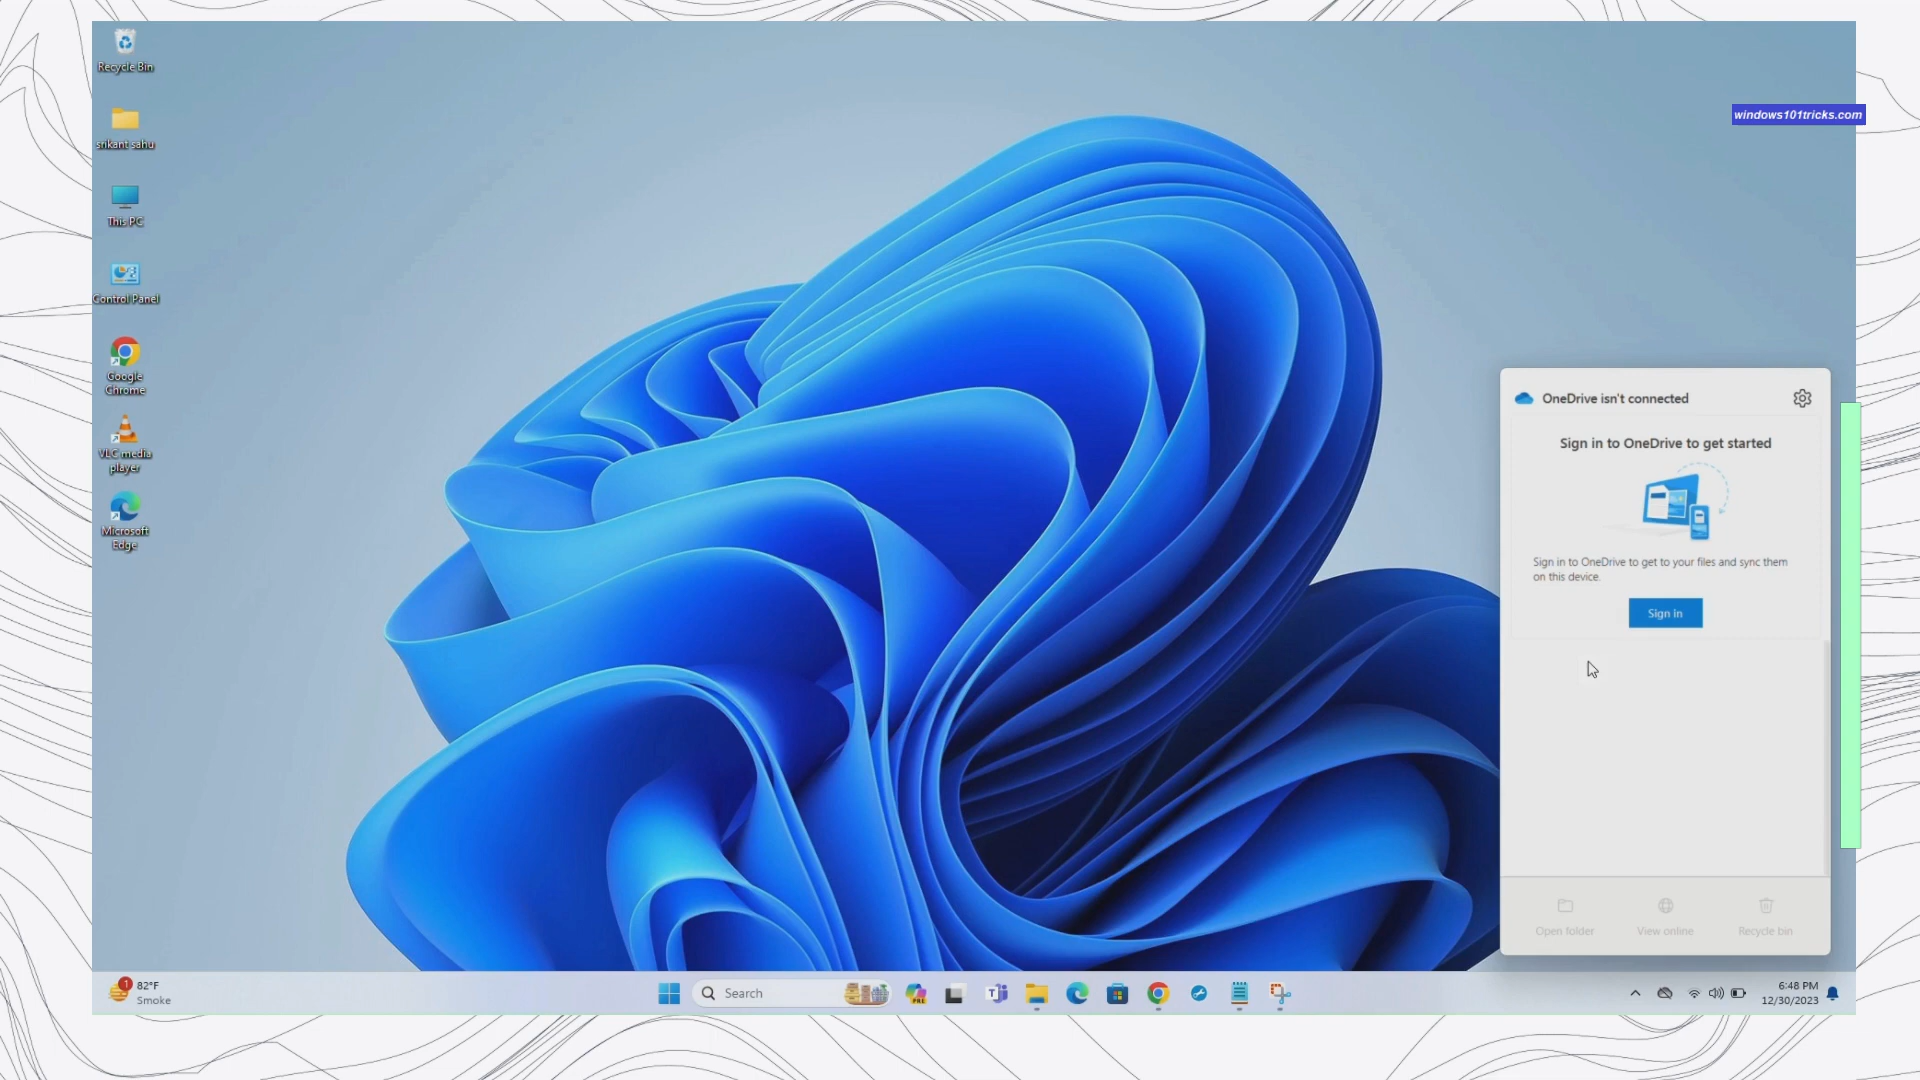 Recycle Bin
srikant sahu
This PC
Control Panel
Google
Chrome
VLC media
player
Microsoft
Edge
windows101tricks.com
OneDrive isn't connected
Sign in to OneDrive to get started
Sign in to OneDrive to get to your files and sync them
on this device.
Sign in
Open folder
View online
Recycle bin
1
82°F
Smoke
Search
PRE
T
6:48 PM
12/30/2023